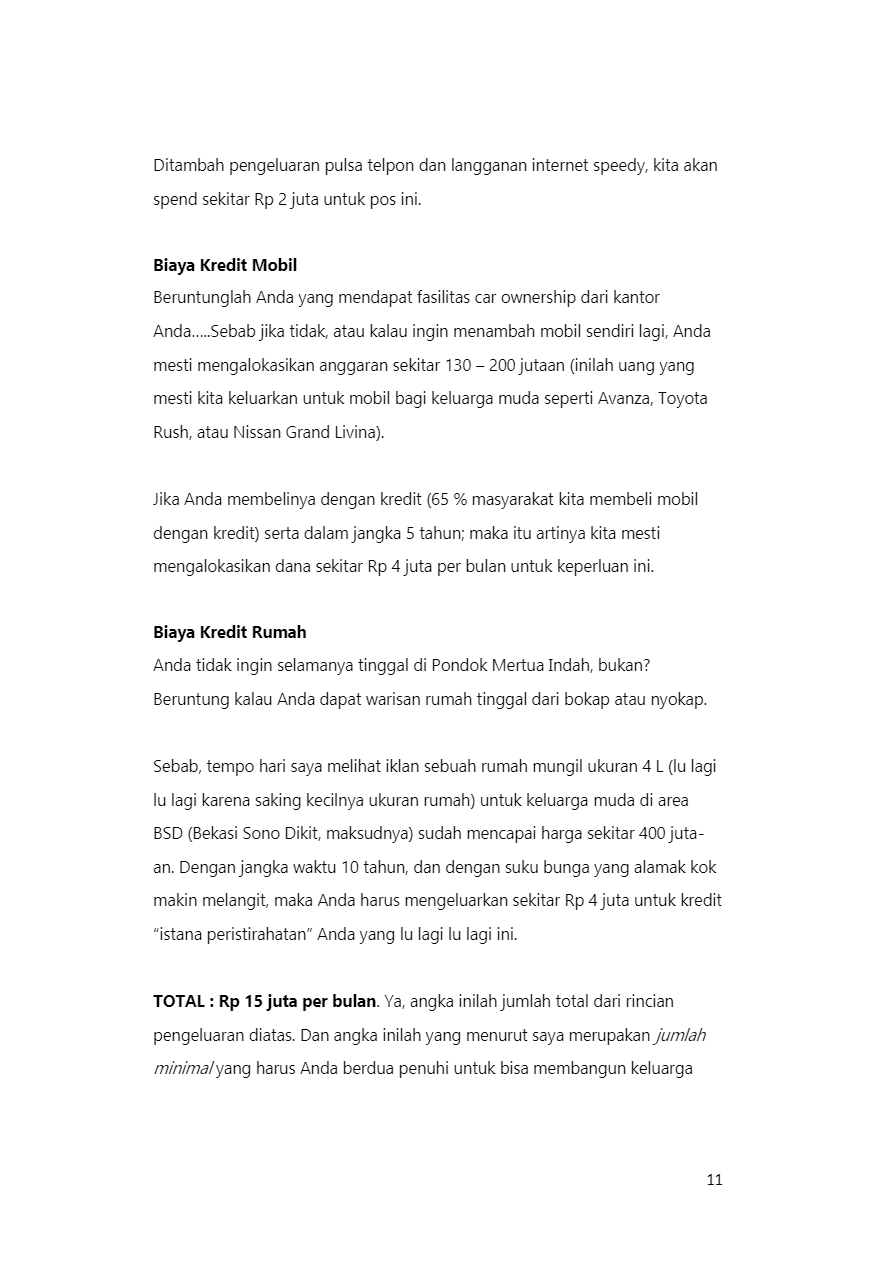 Ditambah pengeluaran pulsa telpon dan langganan internet speedy, kita akan
spend sekitar Rp 2 juta untuk pos ini.
Biaya Kredit Mobil
Beruntunglah Anda yang mendapat fasilitas car ownership dari kantor
Anda…..Sebab jika tidak, atau kalau ingin menambah mobil sendiri lagi, Anda
mesti mengalokasikan anggaran sekitar 130 – 200 jutaan (inilah uang yang
mesti kita keluarkan untuk mobil bagi keluarga muda seperti Avanza, Toyota
Rush, atau Nissan Grand Livina).
Jika Anda membelinya dengan kredit (65 % masyarakat kita membeli mobil
dengan kredit) serta dalam jangka 5 tahun; maka itu artinya kita mesti
mengalokasikan dana sekitar Rp 4 juta per bulan untuk keperluan ini.
Biaya Kredit Rumah
Anda tidak ingin selamanya tinggal di Pondok Mertua Indah, bukan?
Beruntung kalau Anda dapat warisan rumah tinggal dari bokap atau nyokap.
Sebab, tempo hari saya melihat iklan sebuah rumah mungil ukuran 4 L (lu lagi
lu lagi karena saking kecilnya ukuran rumah) untuk keluarga muda di area
BSD (Bekasi Sono Dikit, maksudnya) sudah mencapai harga sekitar 400 juta-
an. Dengan jangka waktu 10 tahun, dan dengan suku bunga yang alamak kok
makin melangit, maka Anda harus mengeluarkan sekitar Rp 4 juta untuk kredit
“istana peristirahatan” Anda yang lu lagi lu lagi ini.
TOTAL : Rp 15 juta per bulan. Ya, angka inilah jumlah total dari rincian
pengeluaran diatas. Dan angka inilah yang menurut saya merupakan jumlah
minimal yang harus Anda berdua penuhi untuk bisa membangun keluarga
11